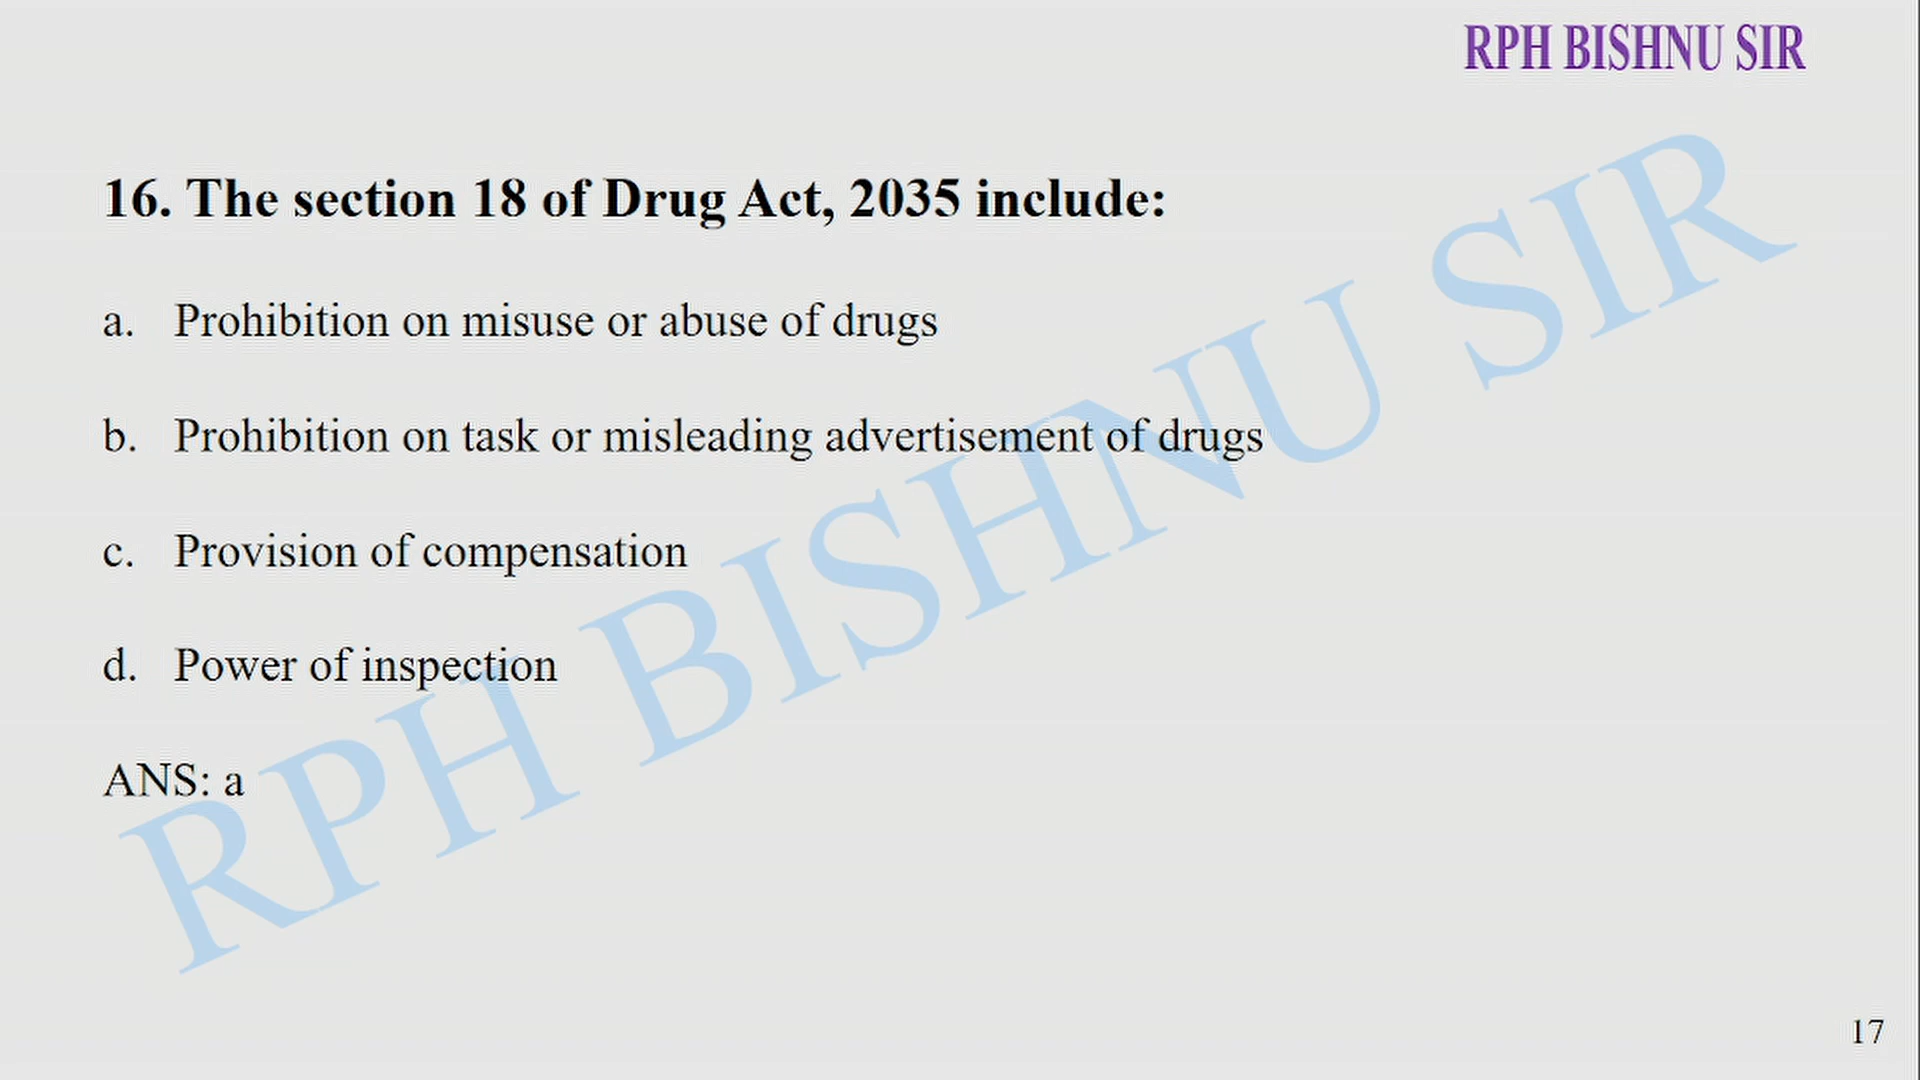 RPH BISHNU SIR
16. The section 18 of Drug Act, 2035 include:
a. Prohibition on misuse or abuse of drugs
b. Prohibition on task or misleading advertisement of drugs
c. Provision of compensation
d. Power of inspection
ANS: a
RPH BISHNU SIR
17